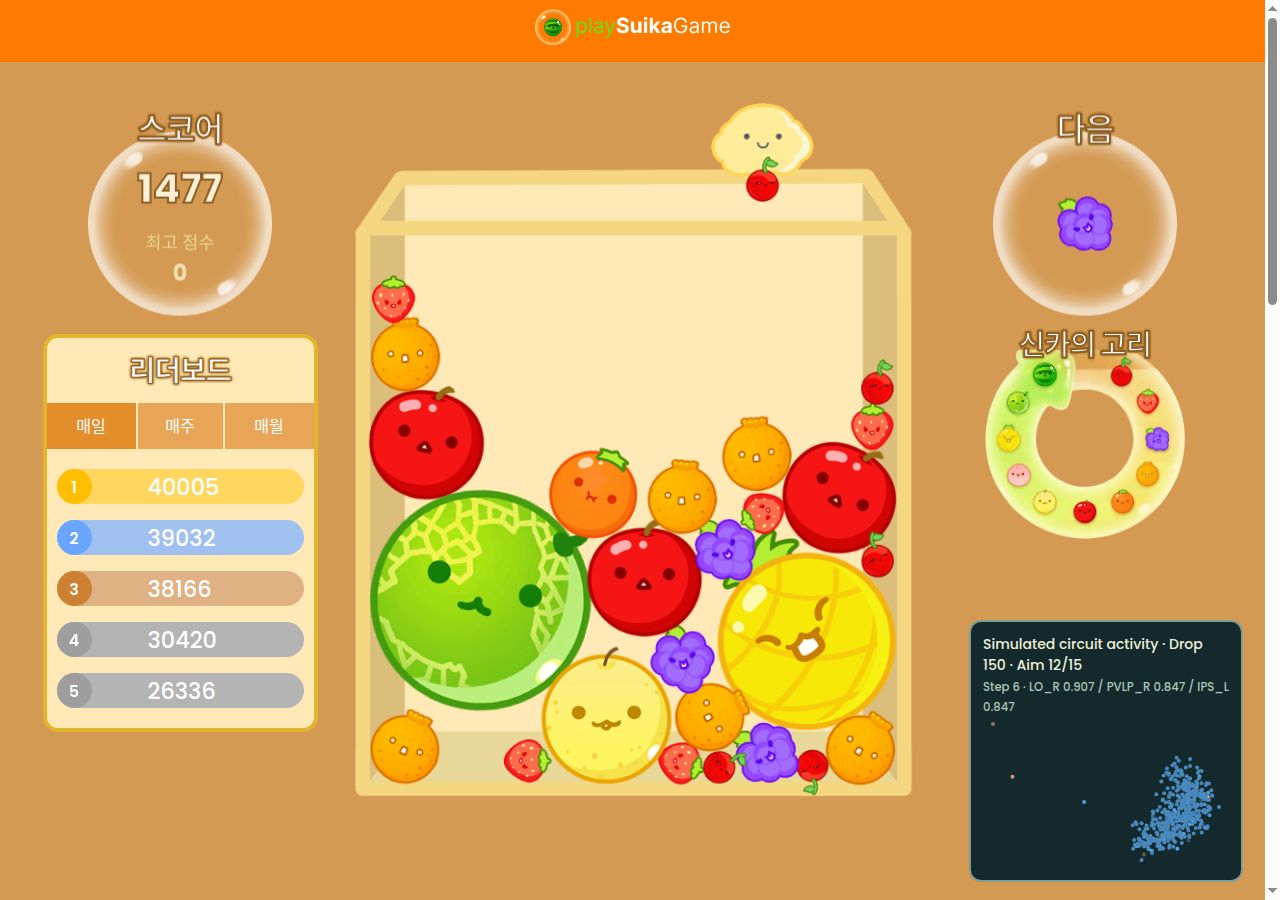 playSuikaGame
스코어
1477
최고 점수
0
리더보드
매일 매주 매월
1 40005
2 39032
3 38166
4 30420
5 26336
다음
신카의 고리
Simulated circuit activity · Drop
150 · Aim 12/15
Step 6 · LO_R 0.907 / PVLP_R 0.847 / IPS_L
0.847